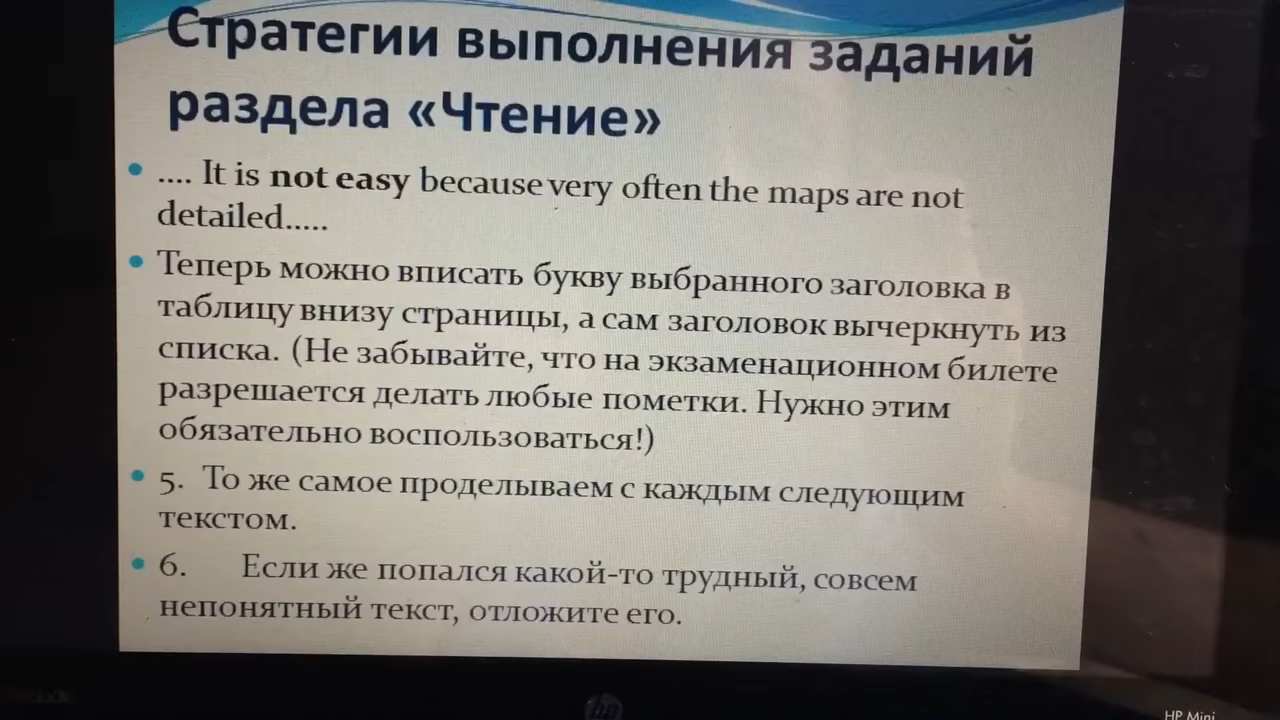 Стратегии выполнения заданий
раздела «Чтение»
.... It is not easy because very often the maps are not
detailed.....
Теперь можно вписать букву выбранного заголовка в
таблицу внизу страницы, а сам заголовок вычеркнуть из
списка. (Не забывайте, что на экзаменационном билете
разрешается делать любые пометки. Нужно этим
обязательно воспользоваться!)
5. То же самое проделываем с каждым следующим
текстом.
6. Если же попался какой-то трудный, совсем
непонятный текст, отложите его.
hp
HP Mini